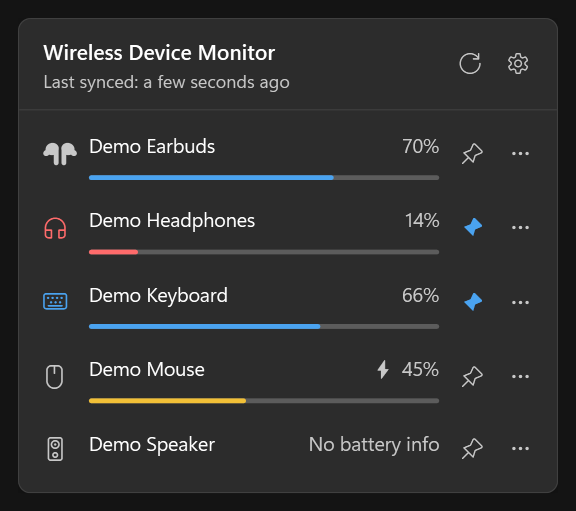 Wireless Device Monitor
Last synced: a few seconds ago
Demo Earbuds 70%
Demo Headphones 14%
Demo Keyboard 66%
Demo Mouse 45%
Demo Speaker No battery info